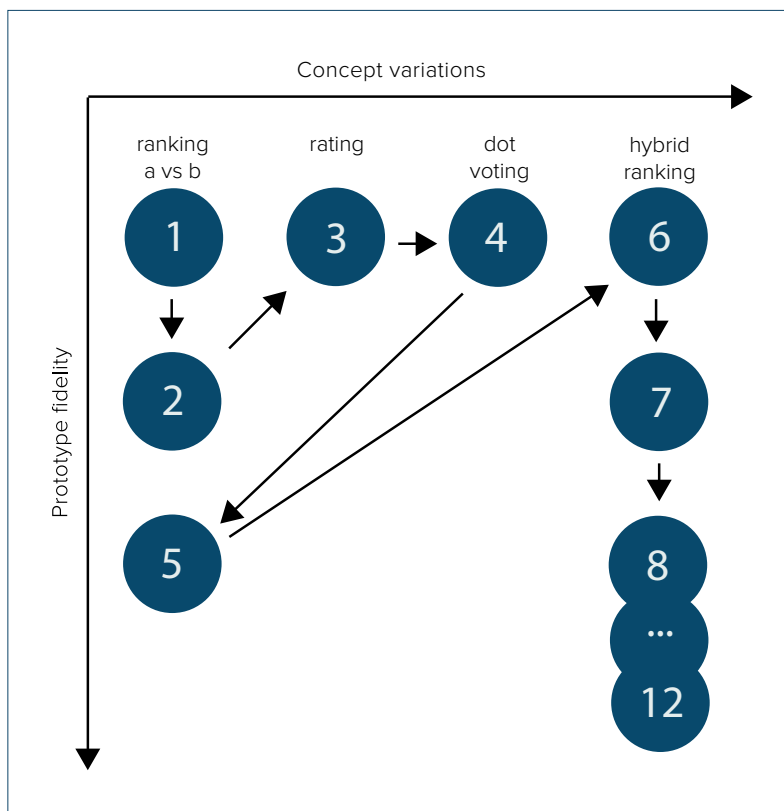 Concept variations
ranking
a vs b
rating
dot
voting
hybrid
ranking
1
3
4
6
2
7
Prototype fidelity
5
8
...
12